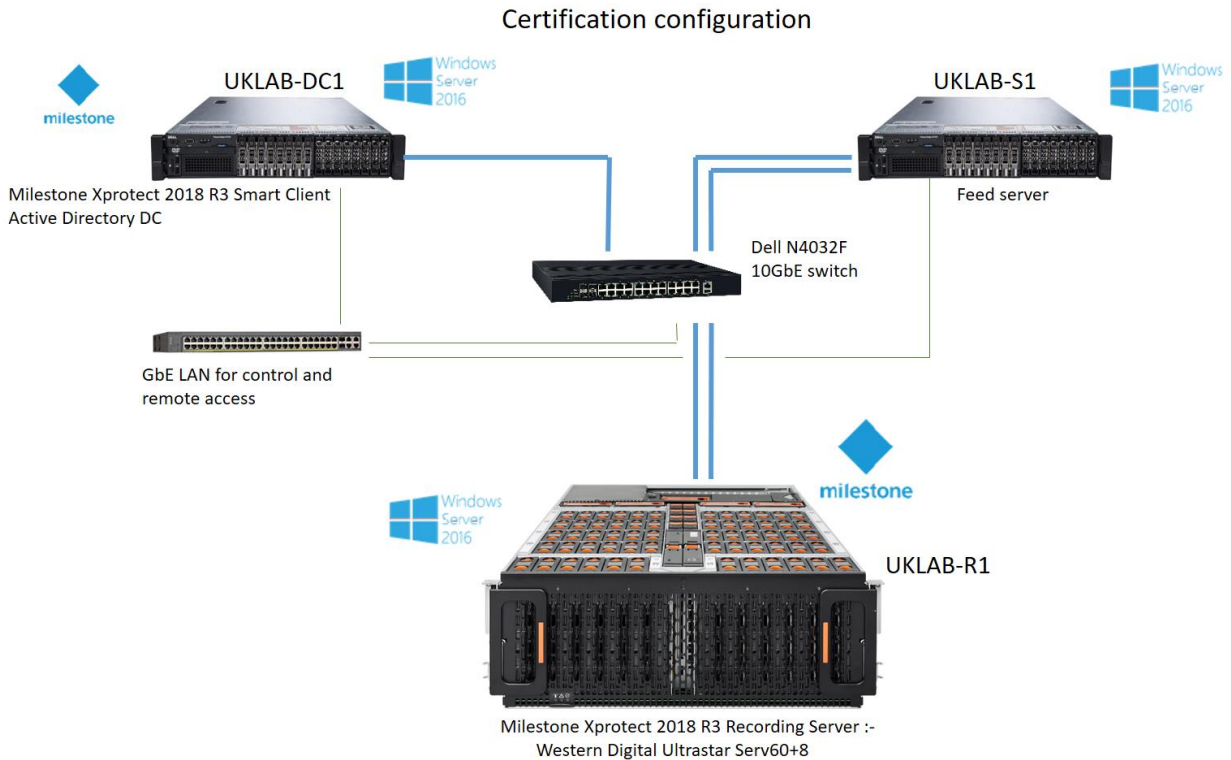 Certification configuration
UKLAB-DC1
Windows
Server
2016
milestone
Milestone Xprotect 2018 R3 Smart Client
Active Directory DC
UKLAB-S1
Windows
Server
2016
Feed server
Dell N4032F
10GbE switch
GbE LAN for control and
remote access
Windows
Server
2016
milestone
UKLAB-R1
Milestone Xprotect 2018 R3 Recording Server :-
Western Digital Ultrastar Serv60+8